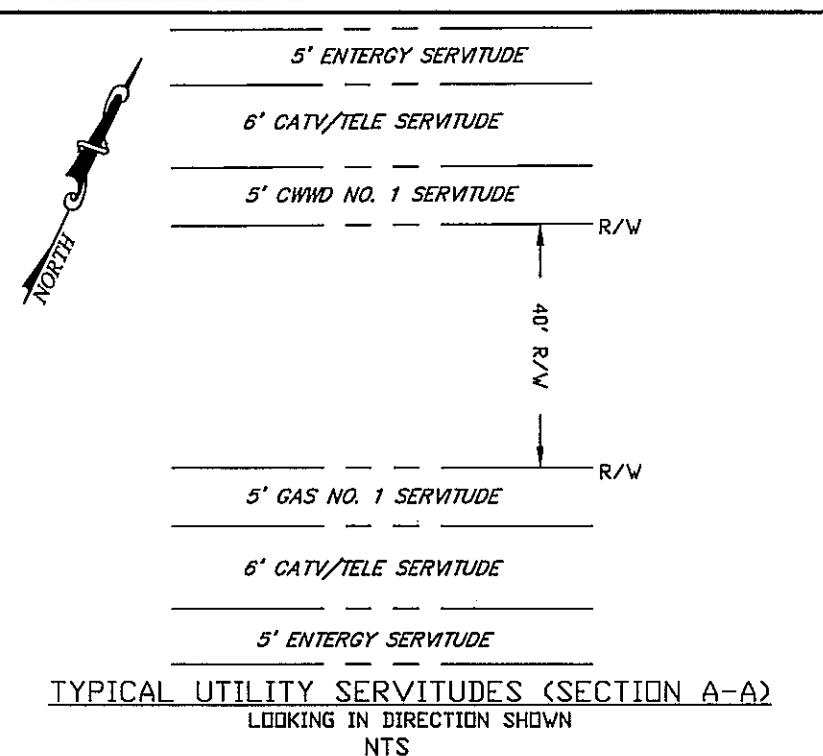 5' ENTERGY SERVITUDE
6' CATV/TELE SERVITUDE
5' CWWD NO. 1 SERVITUDE
R/W
NORTH
40' R/W
R/W
5' GAS NO. 1 SERVITUDE
6' CATV/TELE SERVITUDE
5' ENTERGY SERVITUDE
TYPICAL UTILITY SERVITUDES (SECTION A-A)
LOOKING IN DIRECTION SHOWN
NTS